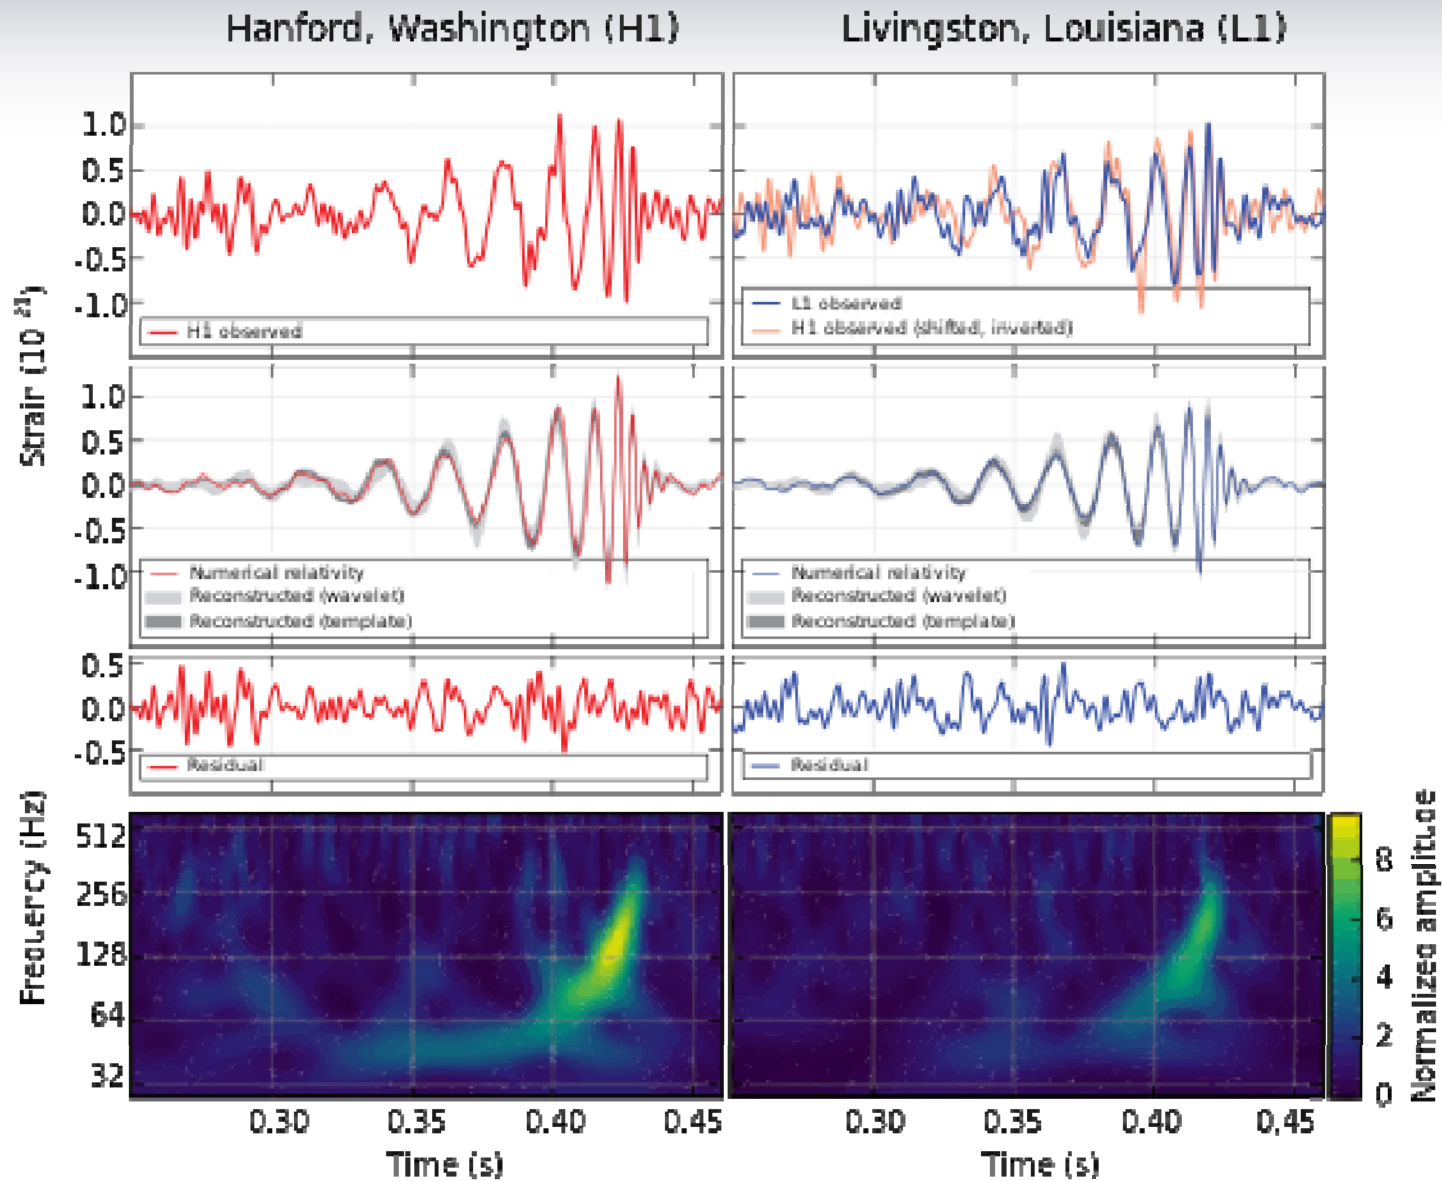 Hanford, Washington (H1)
Livingston, Louisiana (L1)
1.0
0.5
0.0
-0.5
-1.0
H1 observed
L1 observed
H1 observed (shifted, inverted)
Strair (10 21)
1.0
0.5
0.0
-0.5
-1.0
Numerical relativity
Reconstructed (wavelet)
Reconstructed (template)
Numerical relativity
Reconstructed (wavelet)
Reconstructed (template)
0.5
0.0
-0.5
Residual
Residual
Frequency (Hz)
512
256
128
64
32
8
6
4
2
0
Normalized amplitude
0.30 0.35 0.40 0.45
0.30 0.35 0.40 0.45
Time (s)
Time (s)